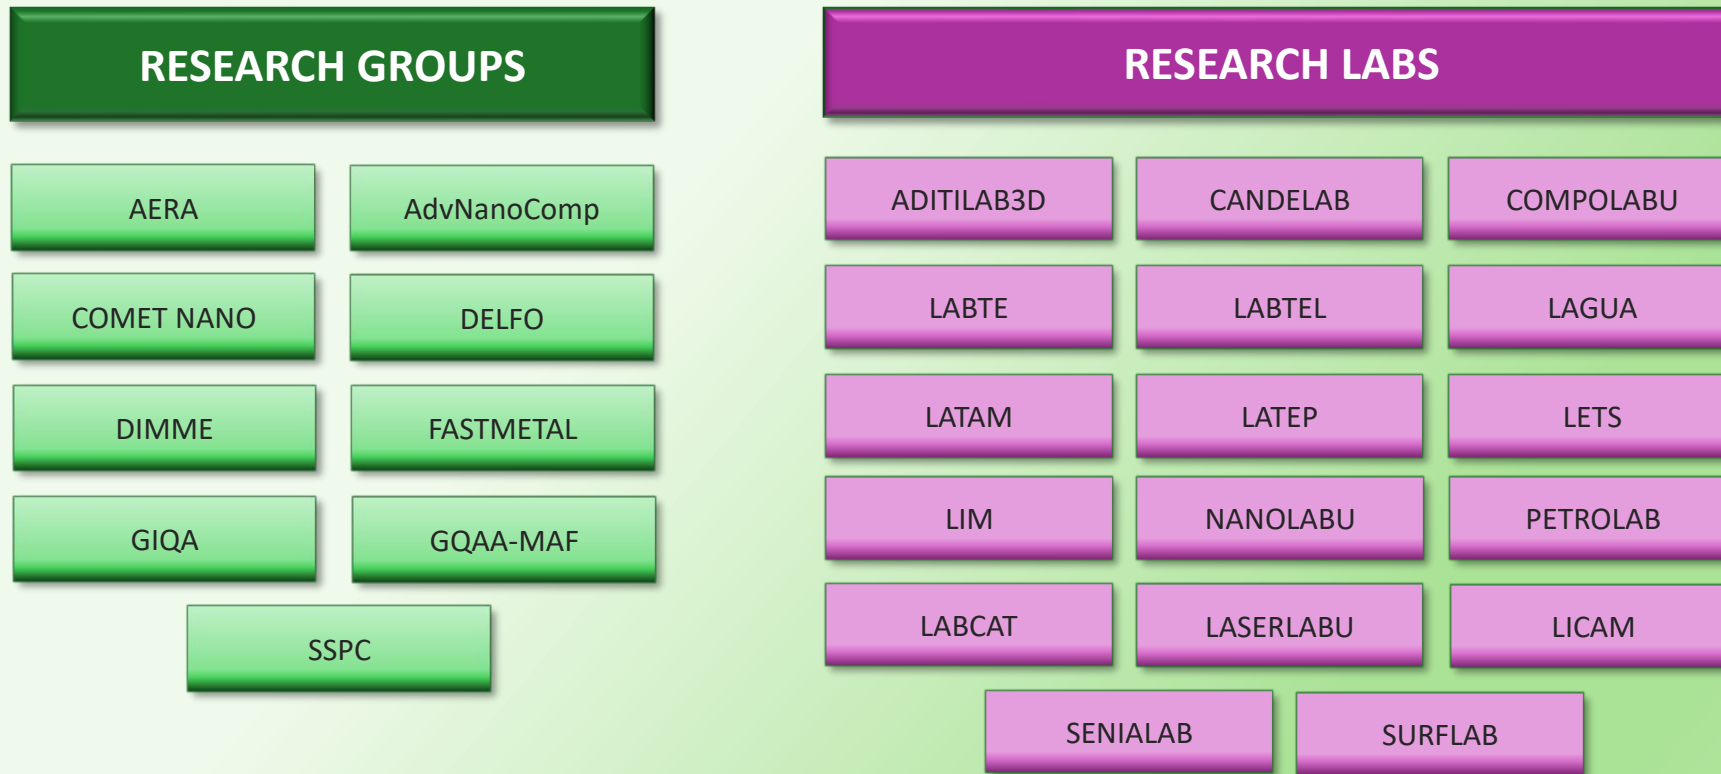 RESEARCH GROUPS
AERA
AdvNanoComp
COMET NANO
DELFO
DIMME
FASTMETAL
GIQA
GQAA-MAF
SSPC
RESEARCH LABS
ADITILAB3D
CANDELAB
COMPOLABU
LABTE
LABTEL
LAGUA
LATAM
LATEP
LETS
LIM
NANOLABU
PETROLAB
LABCAT
LASERLABU
LICAM
SENIALAB
SURFLAB